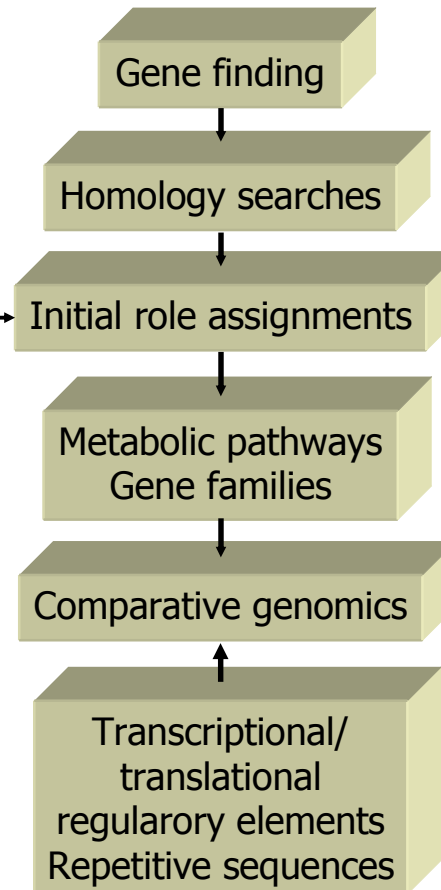 Gene finding
Homology searches
Initial role assignments
Metabolic pathways
Gene families
Comparative genomics
Transcriptional/
translational
regularory elements
Repetitive sequences